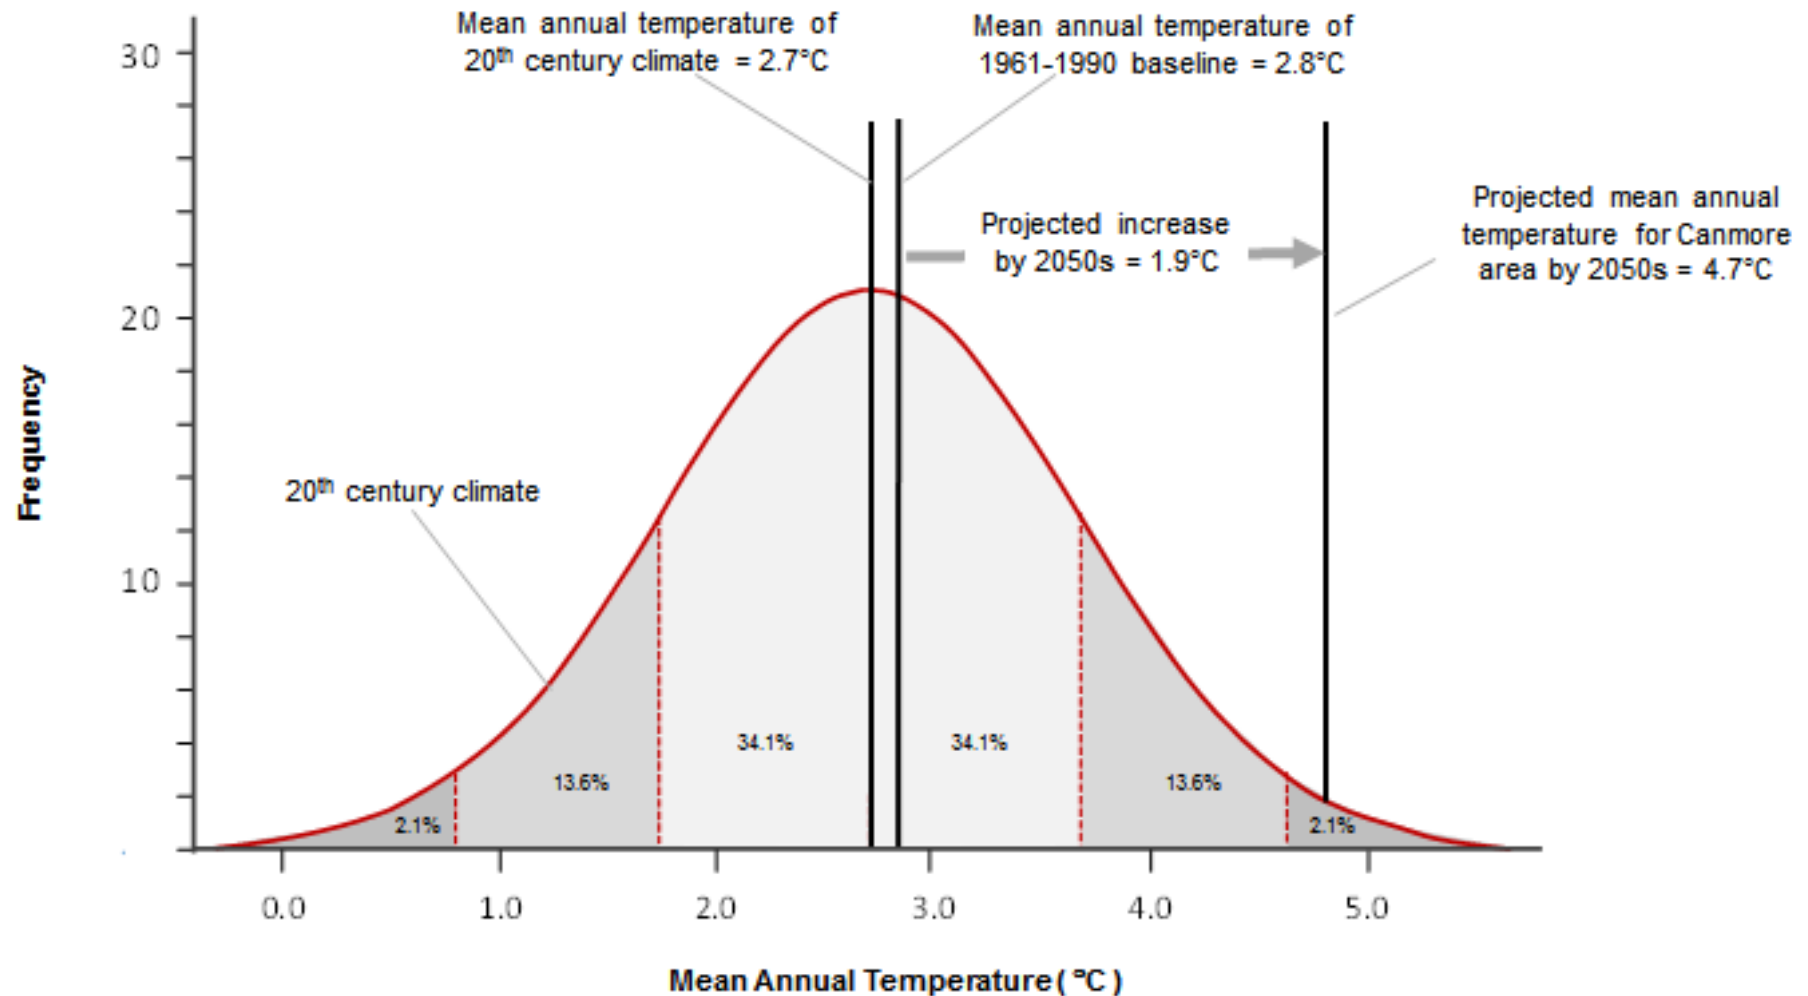 Mean annual temperature of
20th century climate = 2.7°C
Mean annual temperature of
1961-1990 baseline = 2.8°C
Projected increase
by 2050s = 1.9°C
Projected mean annual
temperature for Canmore
area by 2050s = 4.7°C
30
20
10
Frequency
20th century climate
34.1%
34.1%
13.6%
13.6%
2.1%
2.1%
0.0
1.0
2.0
3.0
4.0
5.0
Mean Annual Temperature ( °C )